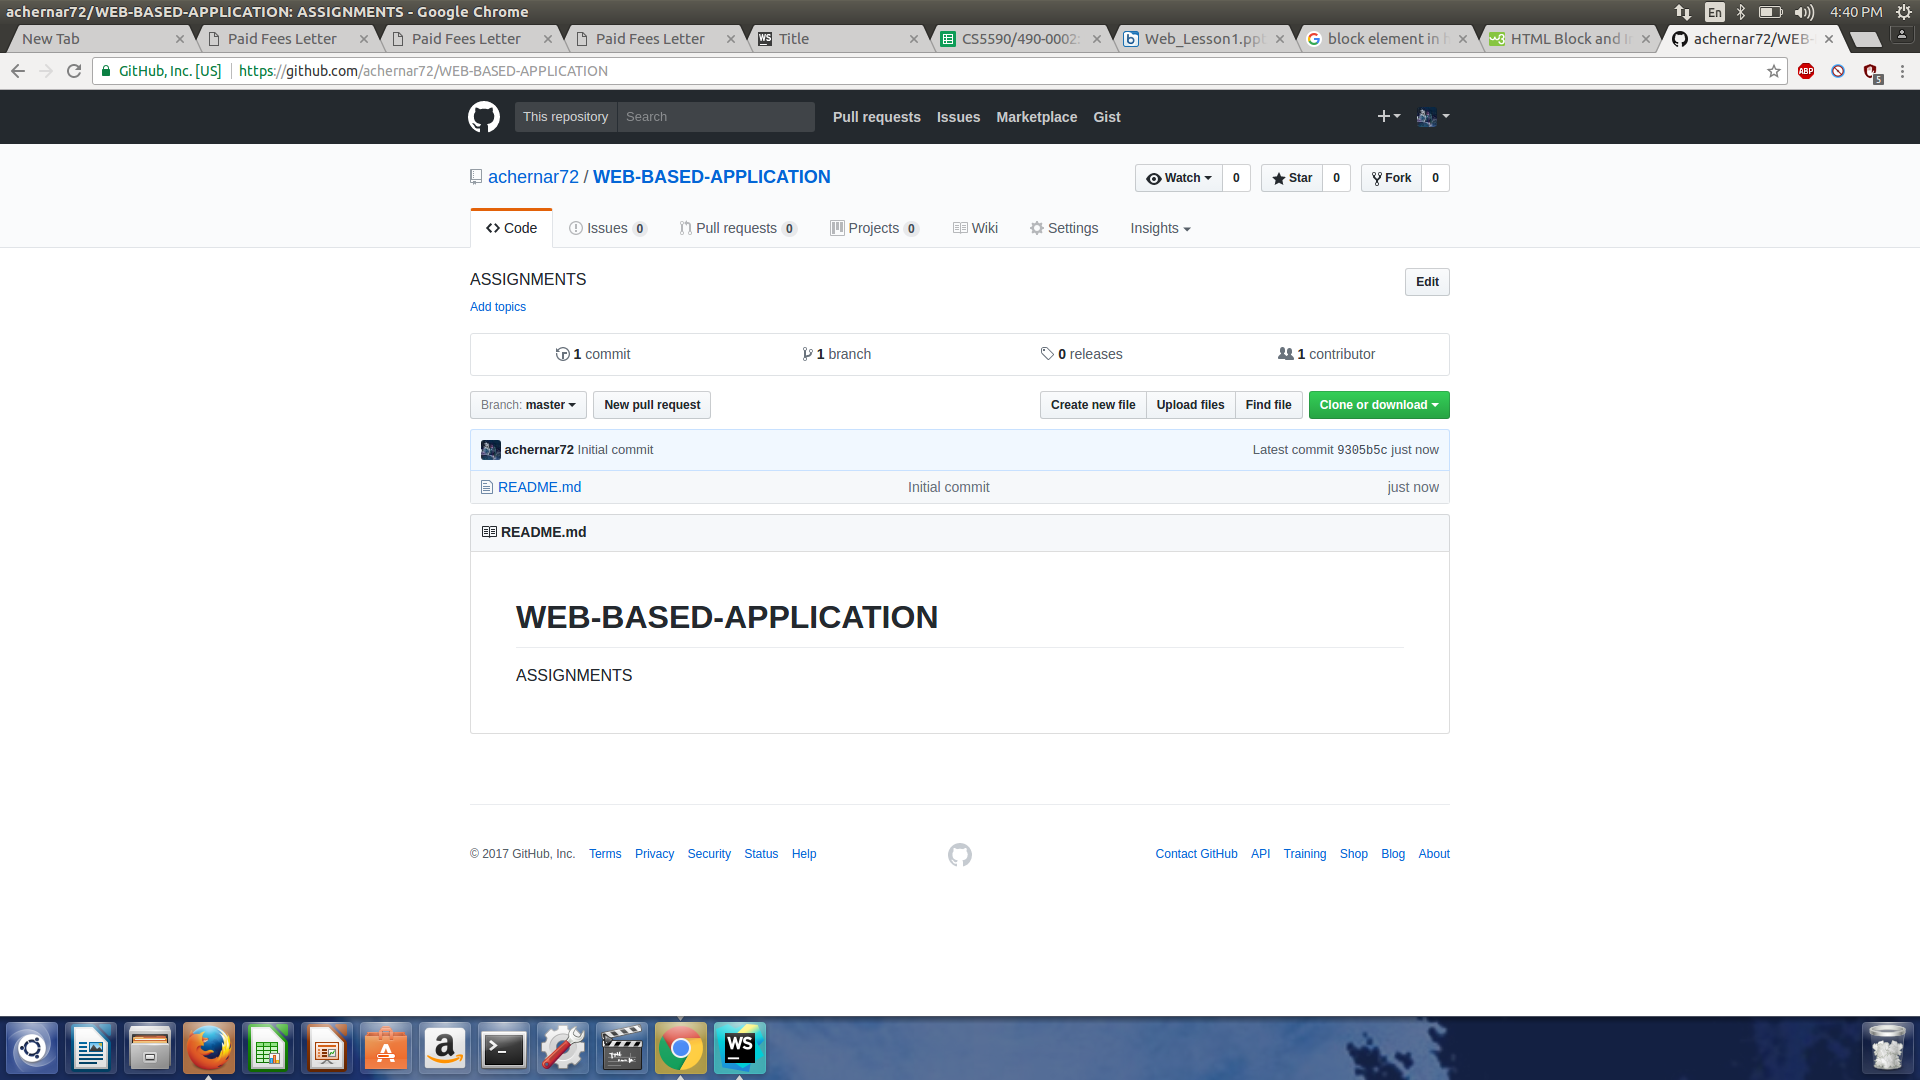 achernar72/WEB-BASED-APPLICATION: ASSIGNMENTS - Google Chrome
En
4:40 PM
New Tab
Paid Fees Letter
Paid Fees Letter
Paid Fees Letter
WS Title
CS5590/490-0002:
Web_Lesson1.ppt
block element in h
w3 HTML Block and I
achernar72/WEB-
GitHub, Inc. [US] https://github.com/achernar72/WEB-BASED-APPLICATION
ABP
5
This repository Search Pull requests Issues Marketplace Gist
achernar72 / WEB-BASED-APPLICATION
Watch 0 Star 0 Fork 0
Code Issues 0 Pull requests 0 Projects 0 Wiki Settings Insights
ASSIGNMENTS
Edit
Add topics
1 commit 1 branch 0 releases 1 contributor
Branch: master New pull request Create new file Upload files Find file Clone or download
achernar72 Initial commit Latest commit 9305b5c just now
README.md Initial commit just now
README.md
WEB-BASED-APPLICATION
ASSIGNMENTS
© 2017 GitHub, Inc. Terms Privacy Security Status Help Contact GitHub API Training Shop Blog About
WS